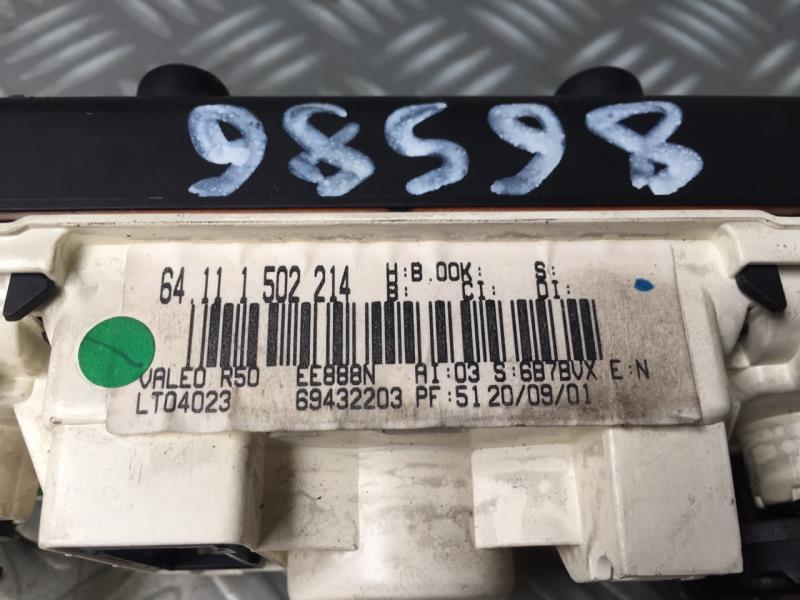 98598
64.11 1 502 214 H:B.00K: S:
B: CI: DI:
VALEO R50 EE888N AI:03 S:6B7BVX E:N
LT04023 69432203 PF:51 20/09/01